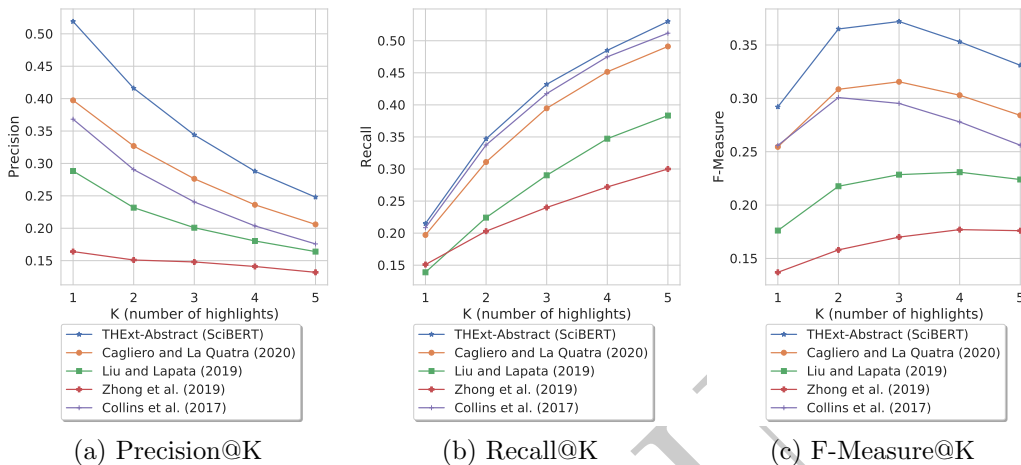 0.50
0.45
0.40
0.35
0.30
0.25
0.20
0.15
Precision
1 2 3 4 5
K (number of highlights)
THExt-Abstract (SciBERT)
Cagliero and La Quatra (2020)
Liu and Lapata (2019)
Zhong et al. (2019)
Collins et al. (2017)
(a) Precision@K
0.50
0.45
0.40
0.35
0.30
0.25
0.20
0.15
Recall
1 2 3 4 5
K (number of highlights)
THExt-Abstract (SciBERT)
Cagliero and La Quatra (2020)
Liu and Lapata (2019)
Zhong et al. (2019)
Collins et al. (2017)
(b) Recall@K
0.35
0.30
0.25
0.20
0.15
F-Measure
1 2 3 4 5
K (number of highlights)
THExt-Abstract (SciBERT)
Cagliero and La Quatra (2020)
Liu and Lapata (2019)
Zhong et al. (2019)
Collins et al. (2017)
(c) F-Measure@K